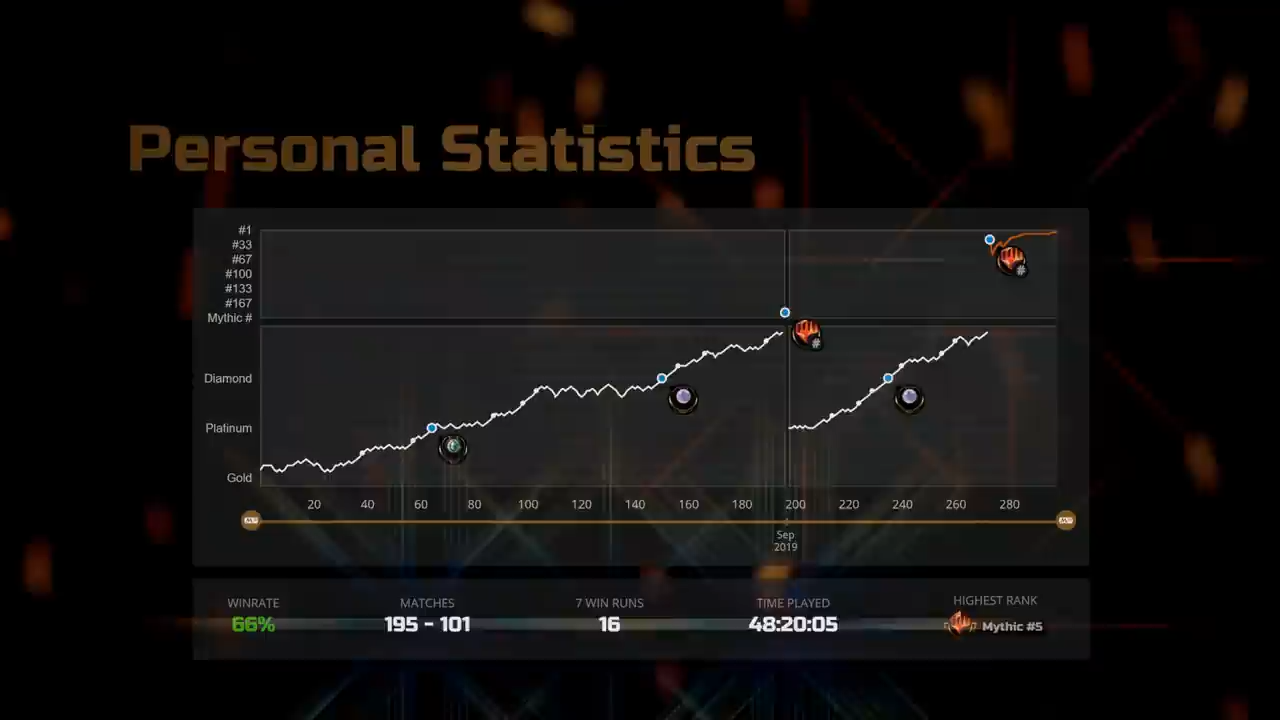 Personal Statistics
#1
#33
#67
#100
#133
#167
Mythic #
#
#
Diamond
Platinum
Gold
20 40 60 80 100 120 140 160 180 200 220 240 260 280
Sep
2019
WINRATE MATCHES 7 WIN RUNS TIME PLAYED HIGHEST RANK
66% 195 - 101 16 48:20:05 Mythic #5